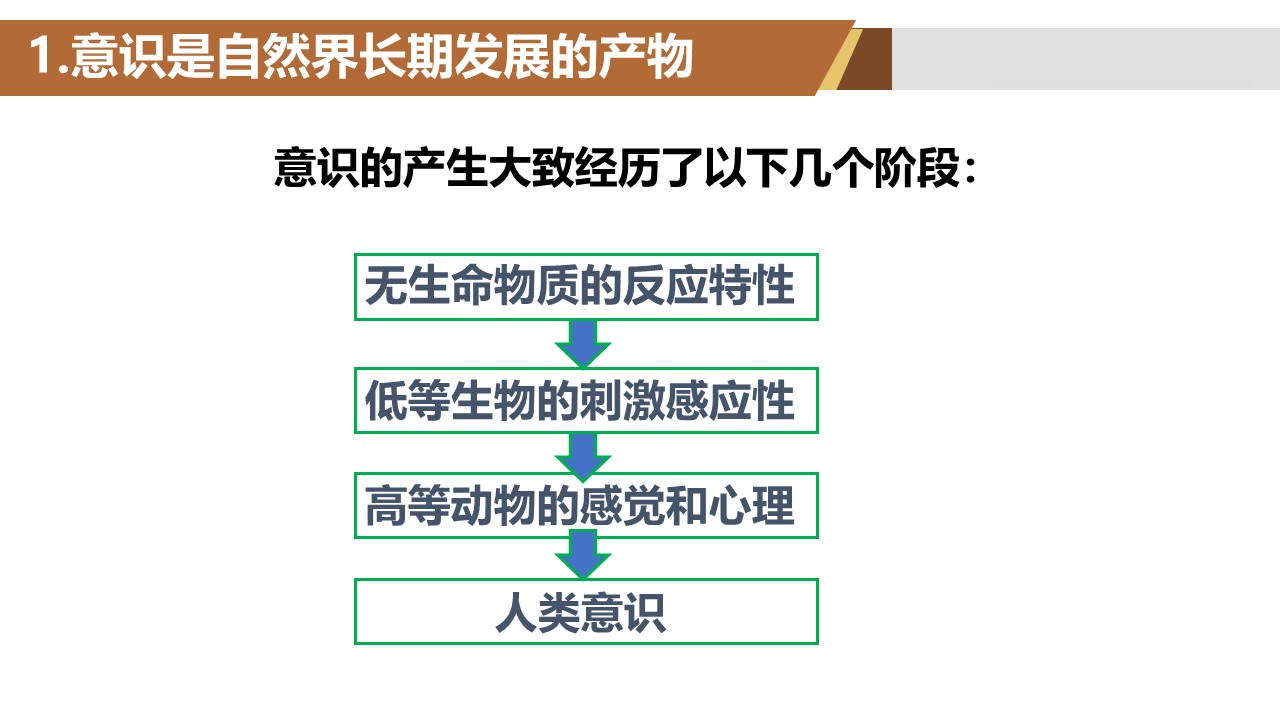 1.意识是自然界长期发展的产物
意识的产生大致经历了以下几个阶段：
无生命物质的反应特性
低等生物的刺激感应性
高等动物的感觉和心理
人类意识